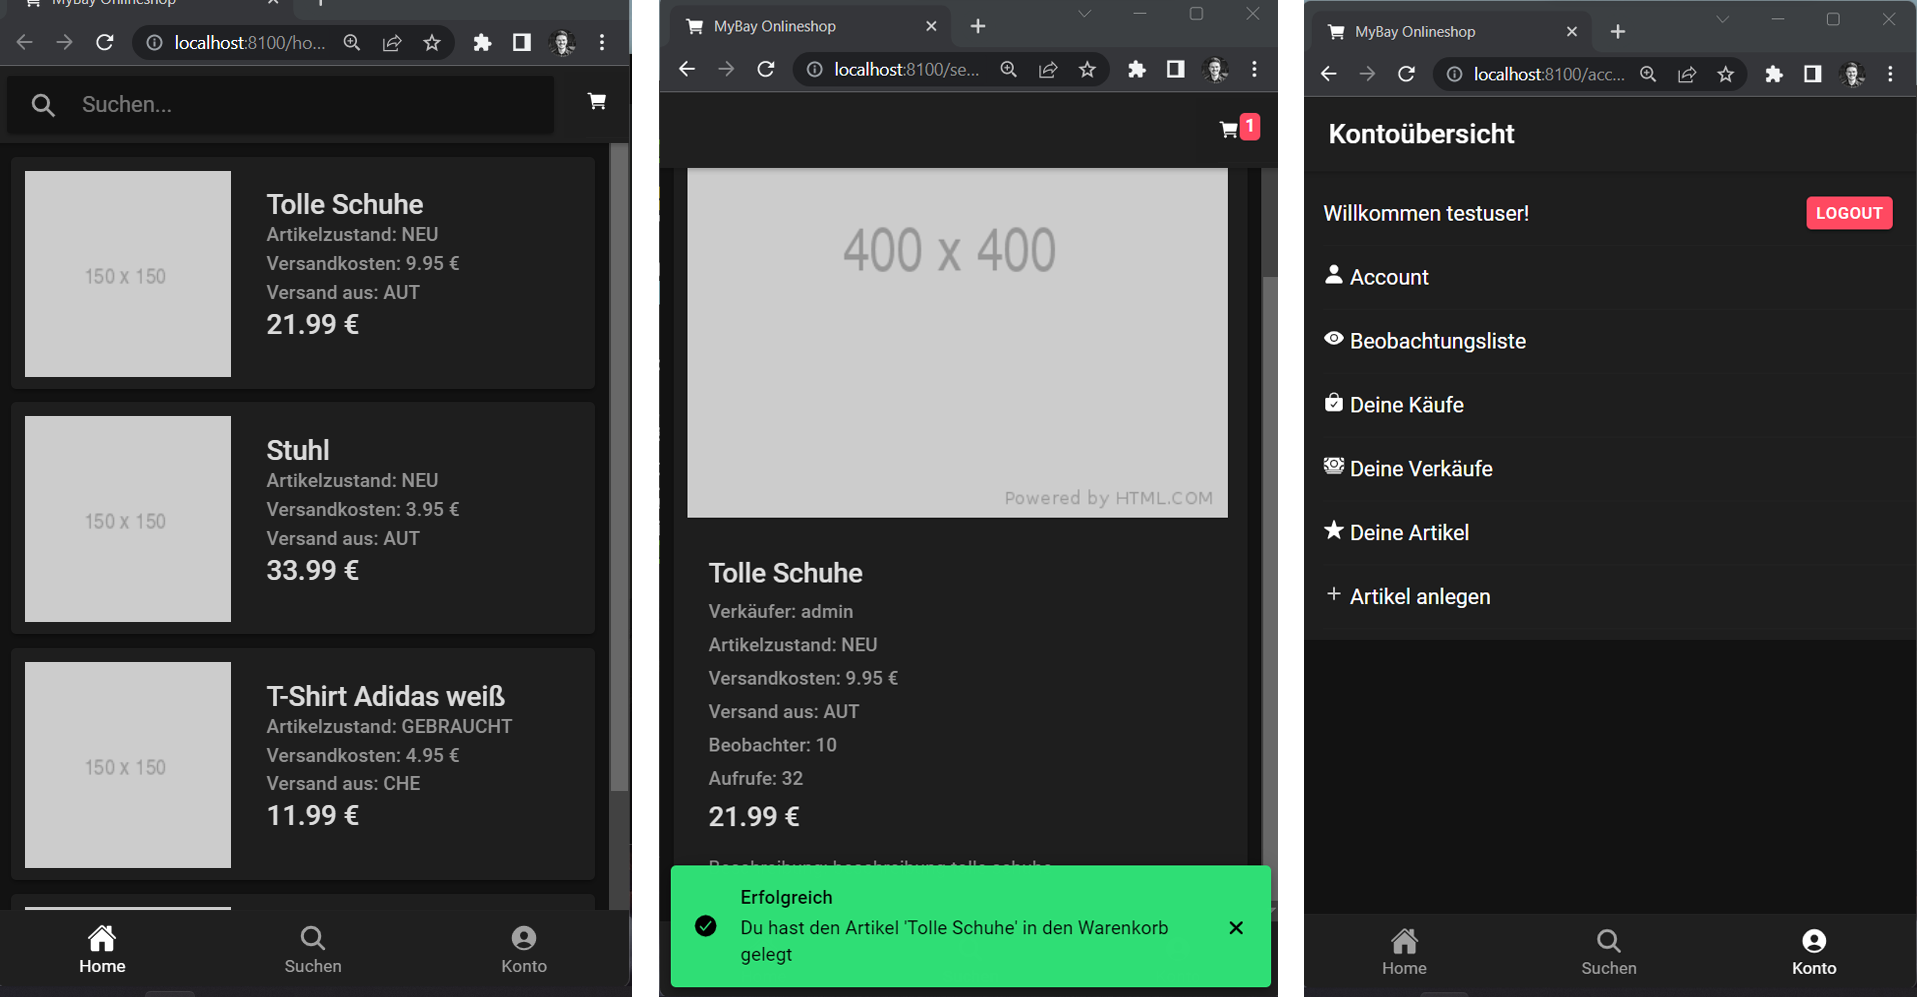 MyBay Onlineshop
localhost:8100/ho...
Suchen...
150 x 150
Tolle Schuhe
Artikelzustand: NEU
Versandkosten: 9.95 €
Versand aus: AUT
21.99 €
150 x 150
Stuhl
Artikelzustand: NEU
Versandkosten: 3.95 €
Versand aus: AUT
33.99 €
150 x 150
T-Shirt Adidas weiß
Artikelzustand: GEBRAUCHT
Versandkosten: 4.95 €
Versand aus: CHE
11.99 €
Home
Suchen
Konto
MyBay Onlineshop
localhost:8100/se...
1
400 x 400
Powered by HTML.COM
Tolle Schuhe
Verkäufer: admin
Artikelzustand: NEU
Versandkosten: 9.95 €
Versand aus: AUT
Beobachter: 10
Aufrufe: 32
21.99 €
Beschreibung: beschreibung tolle schuhe
Erfolgreich
Du hast den Artikel 'Tolle Schuhe' in den Warenkorb
gelegt
MyBay Onlineshop
localhost:8100/acc...
Kontoübersicht
Willkommen testuser!
LOGOUT
Account
Beobachtungsliste
Deine Käufe
Deine Verkäufe
Deine Artikel
Artikel anlegen
Home
Suchen
Konto